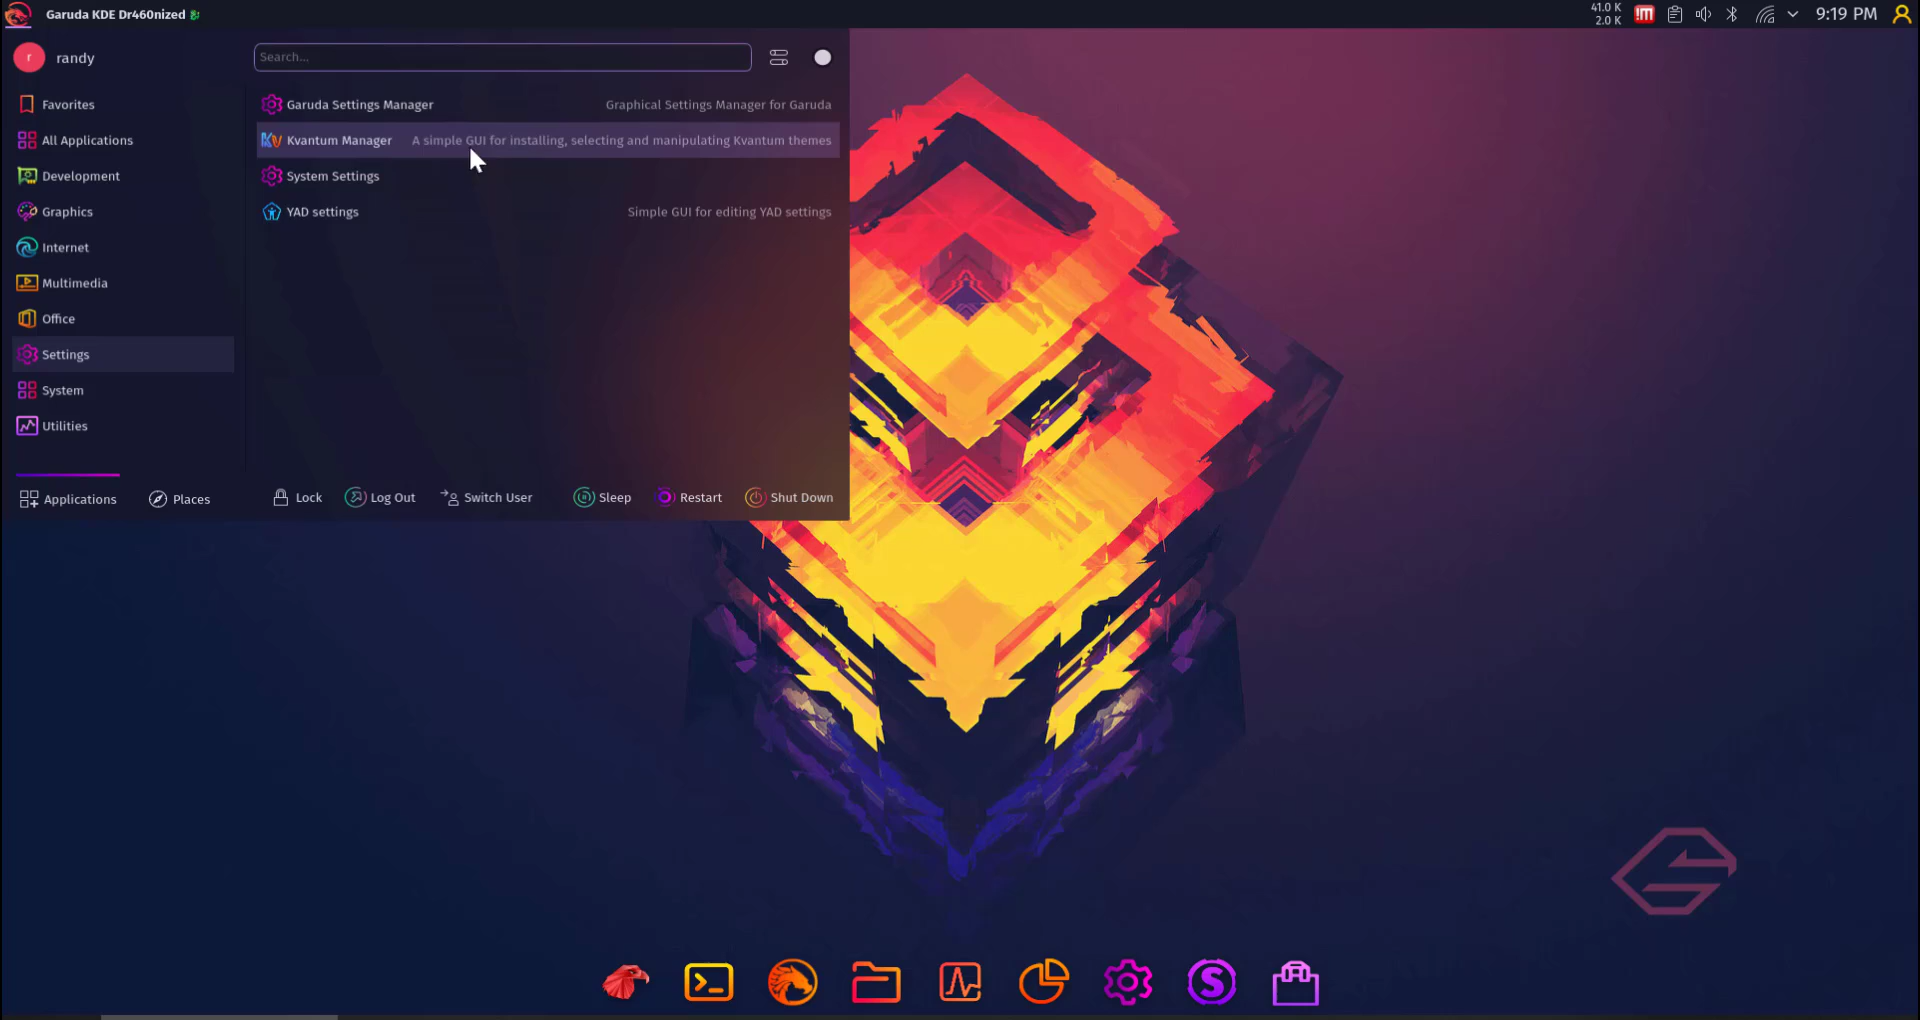 Garuda KDE Dr460nized
41.0 K
2.0 K
!m
9:19 PM
r
randy
Search...
Favorites
All Applications
Development
Graphics
Internet
Multimedia
Office
Settings
System
Utilities
Garuda Settings Manager Graphical Settings Manager for Garuda
Kvantum Manager A simple GUI for installing, selecting and manipulating Kvantum themes
System Settings
YAD settings Simple GUI for editing YAD settings
Applications Places Lock Log Out Switch User Sleep Restart Shut Down